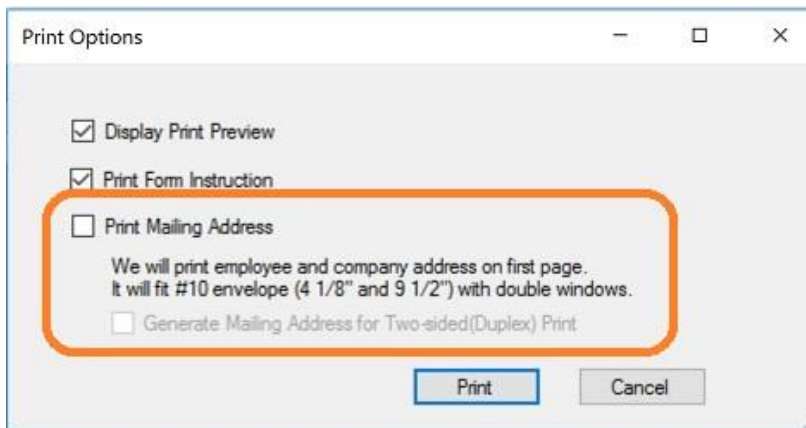 Print Options
Display Print Preview
Print Form Instruction
Print Mailing Address
We will print employee and company address on first page.
It will fit #10 envelope (4 1/8" and 9 1/2") with double windows.
Generate Mailing Address for Two-sided(Duplex) Print
Print Cancel